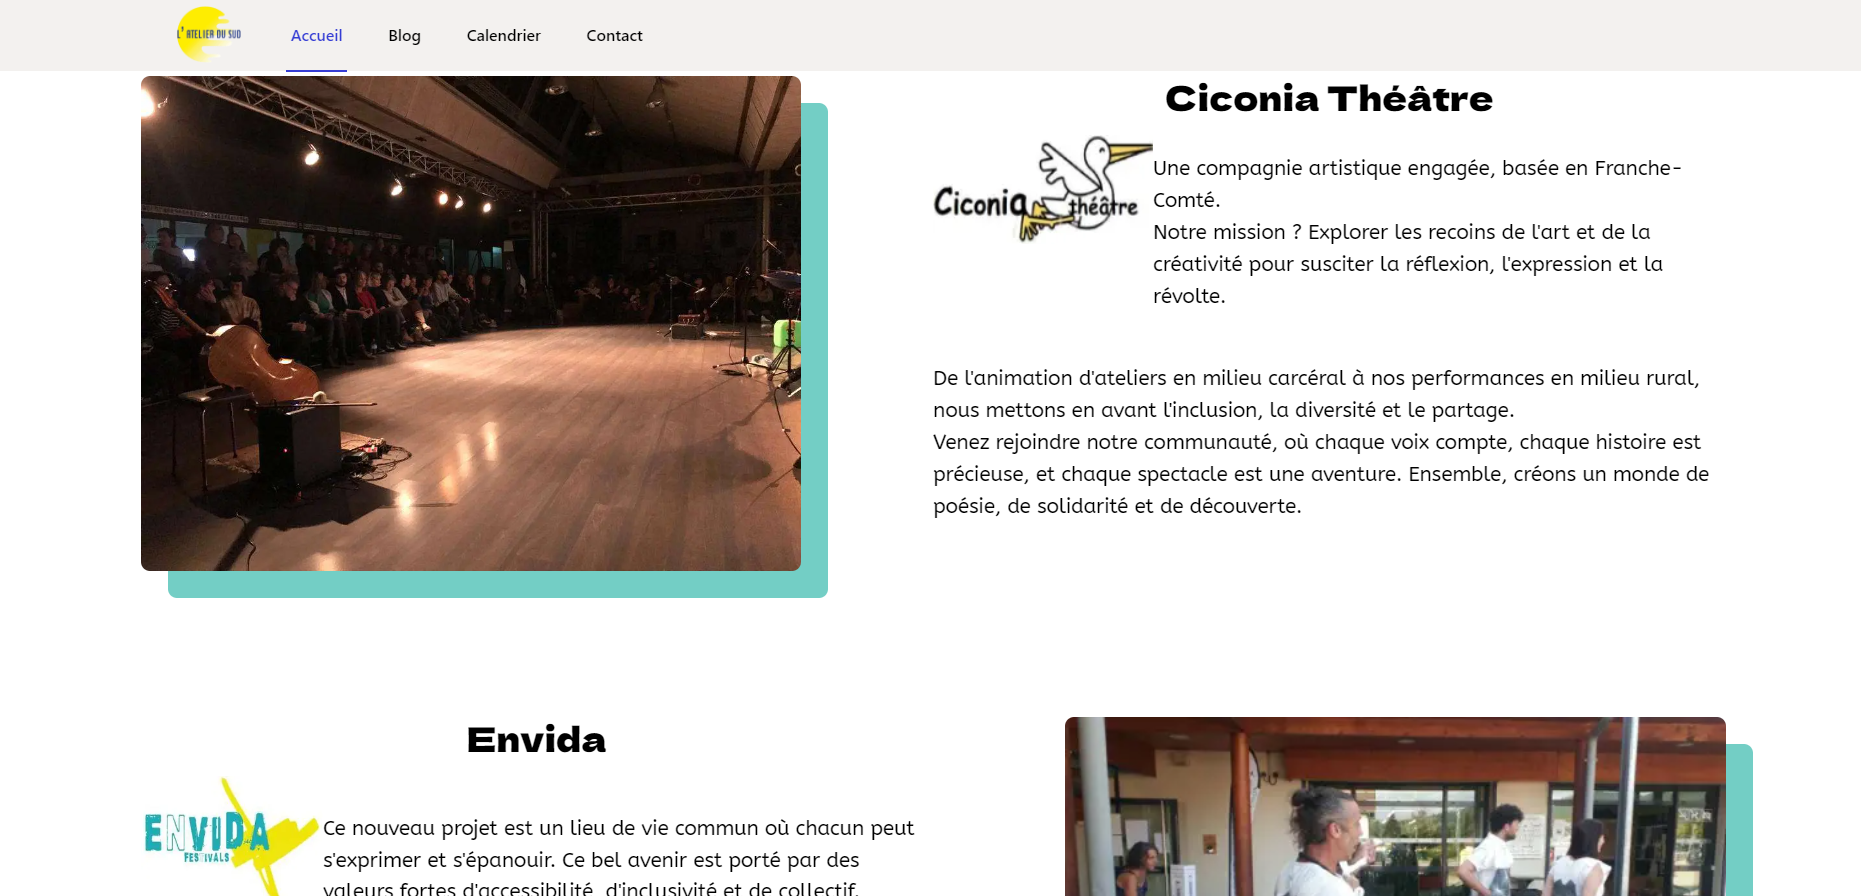 L'ATELIER DU SUD
Accueil
Blog
Calendrier
Contact
Ciconia Théâtre
Ciconia théâtre
Une compagnie artistique engagée, basée en Franche-
Comté.
Notre mission ? Explorer les recoins de l'art et de la
créativité pour susciter la réflexion, l'expression et la
révolte.
De l'animation d'ateliers en milieu carcéral à nos performances en milieu rural,
nous mettons en avant l'inclusion, la diversité et le partage.
Venez rejoindre notre communauté, où chaque voix compte, chaque histoire est
précieuse, et chaque spectacle est une aventure. Ensemble, créons un monde de
poésie, de solidarité et de découverte.
Envida
ENVIDA
FESTIVALS
Ce nouveau projet est un lieu de vie commun où chacun peut
s'exprimer et s'épanouir. Ce bel avenir est porté par des
valeurs fortes d'accessibilité, d'inclusivité et de collectif.